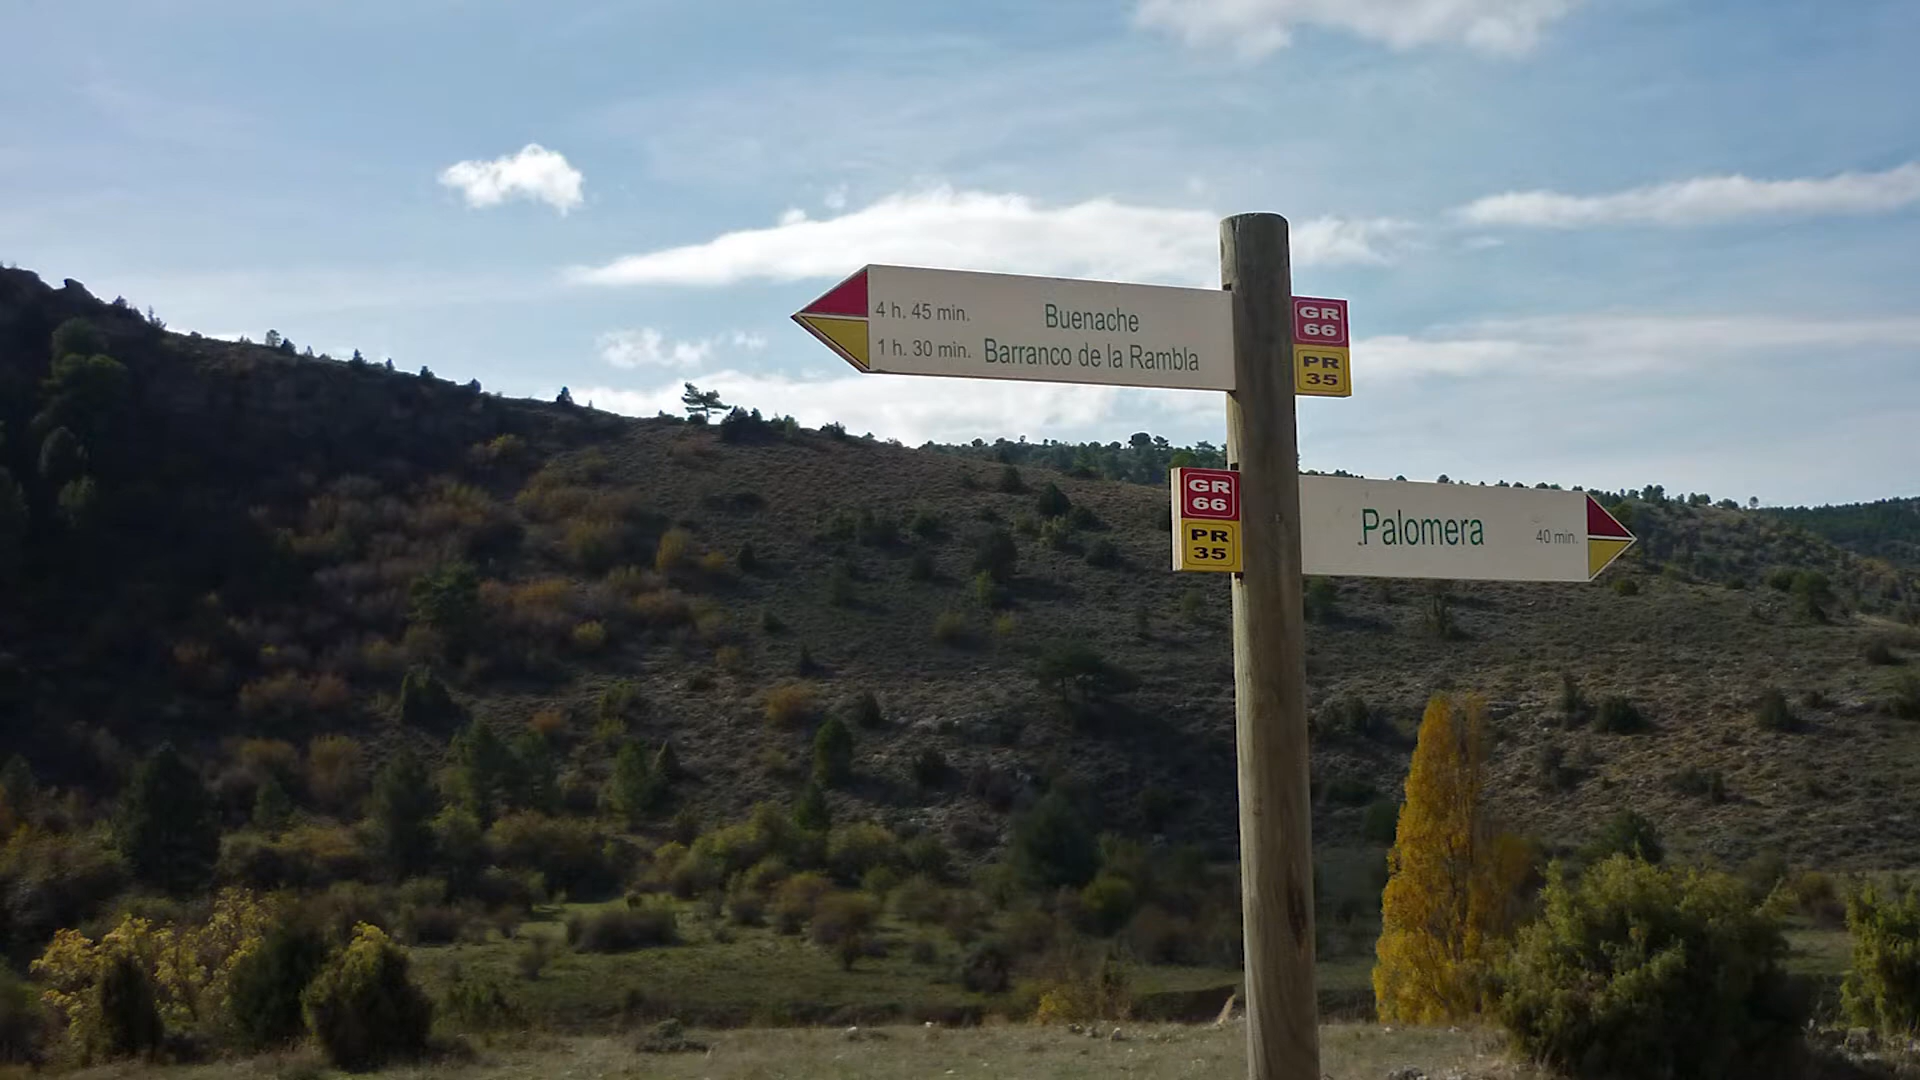 4 h. 45 min. Buenache
1 h. 30 min. Barranco de la Rambla
GR
66
PR
35
GR
66
PR
35
Palomera 40 min.